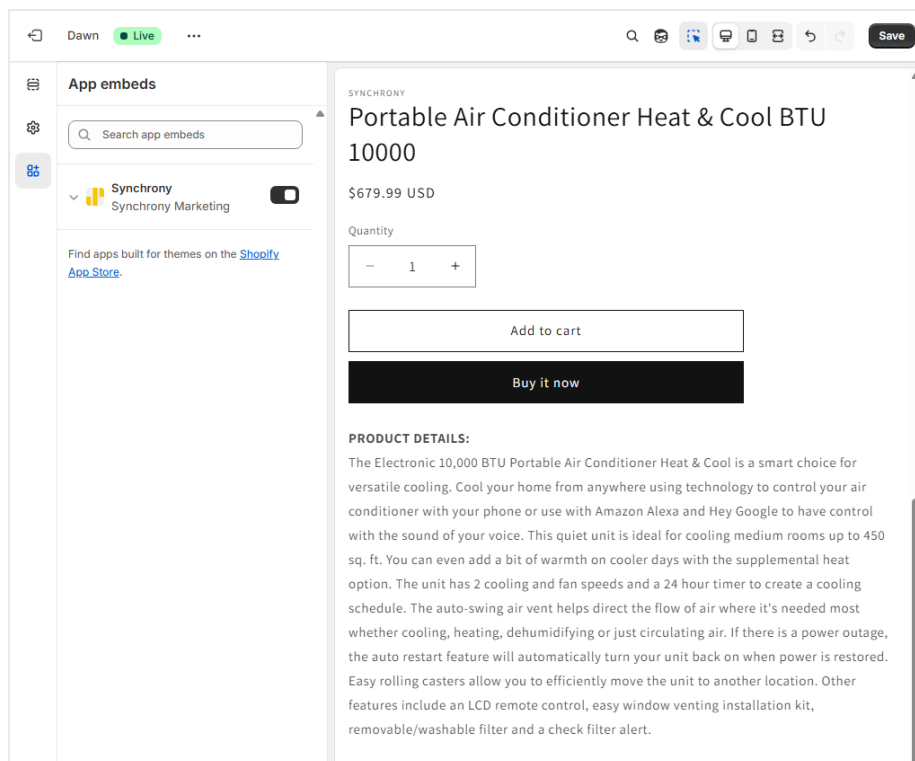 Dawn
Live
Save
App embeds
Search app embeds
Synchrony
Synchrony Marketing
Find apps built for themes on the Shopify
App Store.
SYNCHRONY
Portable Air Conditioner Heat & Cool BTU
10000
$679.99 USD
Quantity
− 1 +
Add to cart
Buy it now
PRODUCT DETAILS:
The Electronic 10,000 BTU Portable Air Conditioner Heat & Cool is a smart choice for
versatile cooling. Cool your home from anywhere using technology to control your air
conditioner with your phone or use with Amazon Alexa and Hey Google to have control
with the sound of your voice. This quiet unit is ideal for cooling medium rooms up to 450
sq. ft. You can even add a bit of warmth on cooler days with the supplemental heat
option. The unit has 2 cooling and fan speeds and a 24 hour timer to create a cooling
schedule. The auto-swing air vent helps direct the flow of air where it's needed most
whether cooling, heating, dehumidifying or just circulating air. If there is a power outage,
the auto restart feature will automatically turn your unit back on when power is restored.
Easy rolling casters allow you to efficiently move the unit to another location. Other
features include an LCD remote control, easy window venting installation kit,
removable/washable filter and a check filter alert.